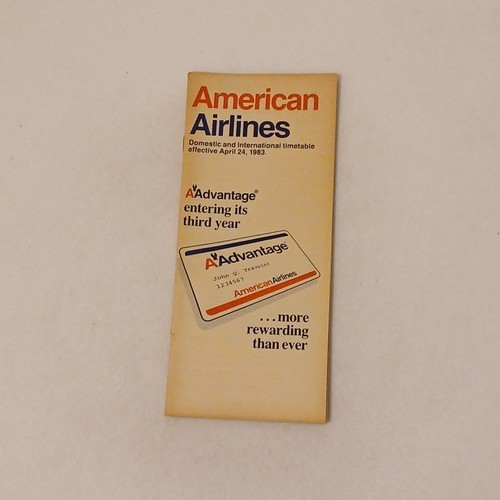 American
Airlines
Domestic and International timetable
effective April 24, 1983
AAdvantage®
entering its
third year
AAdvantage®
John Q. Traveler
1234567
AmericanAirlines
...more
rewarding
than ever